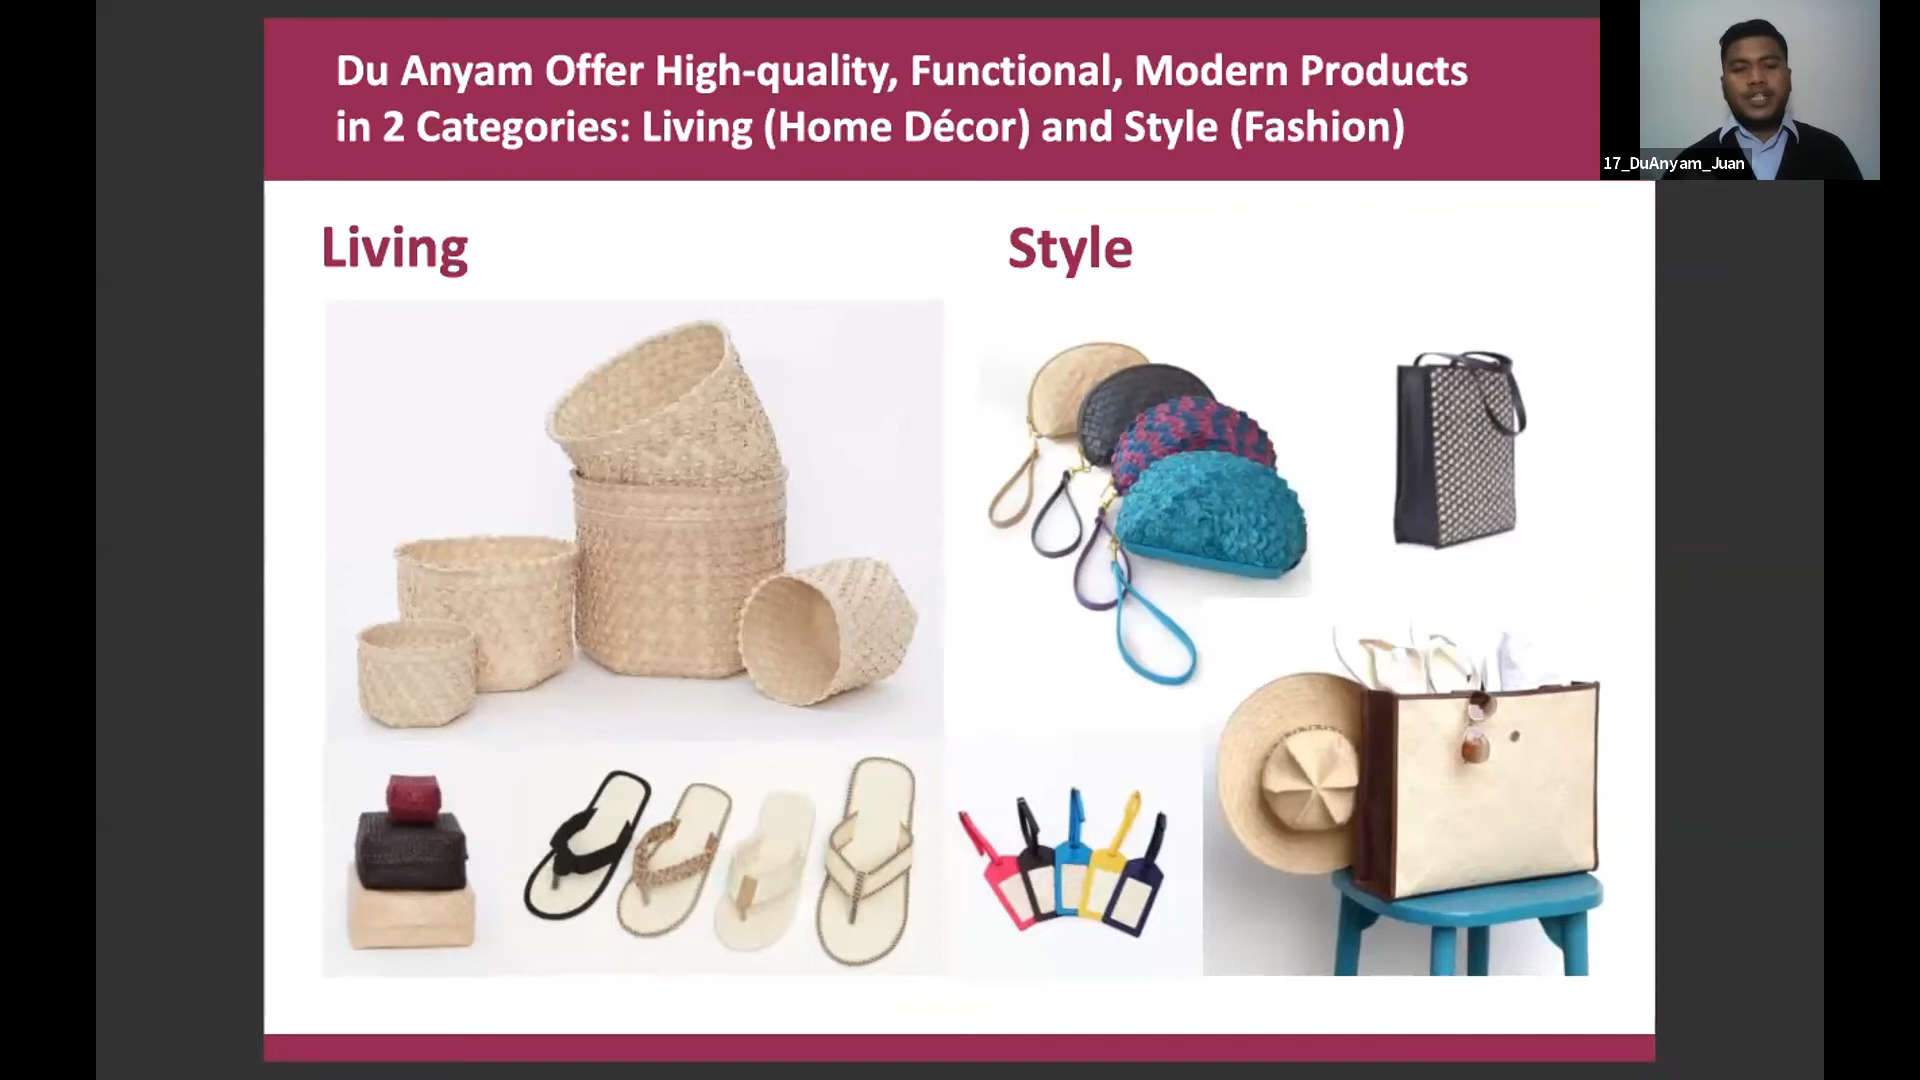 Du Anyam Offer High-quality, Functional, Modern Products
in 2 Categories: Living (Home Décor) and Style (Fashion)
17_DuAnyam_Juan
Living
Style